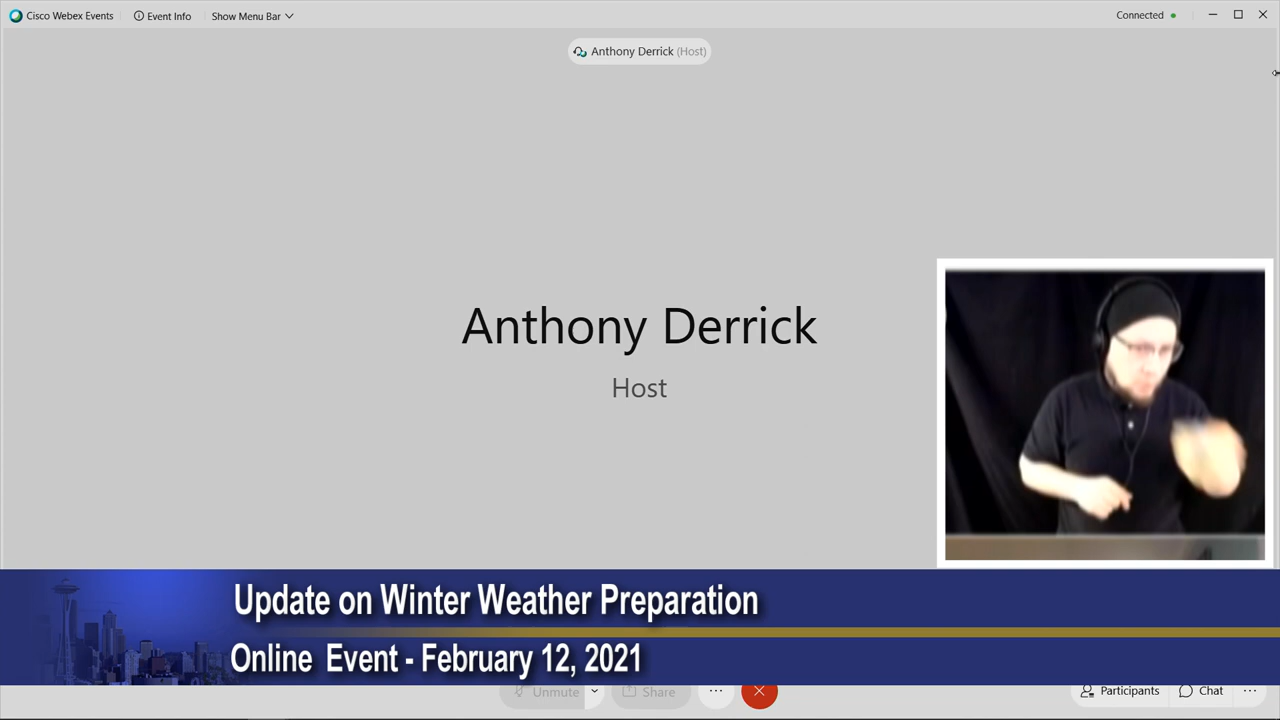 Cisco Webex Events
Event Info
Show Menu Bar
Connected
Anthony Derrick (Host)
Anthony Derrick
Host
Update on Winter Weather Preparation
Online Event - February 12, 2021
Unmute
Share
Participants
Chat